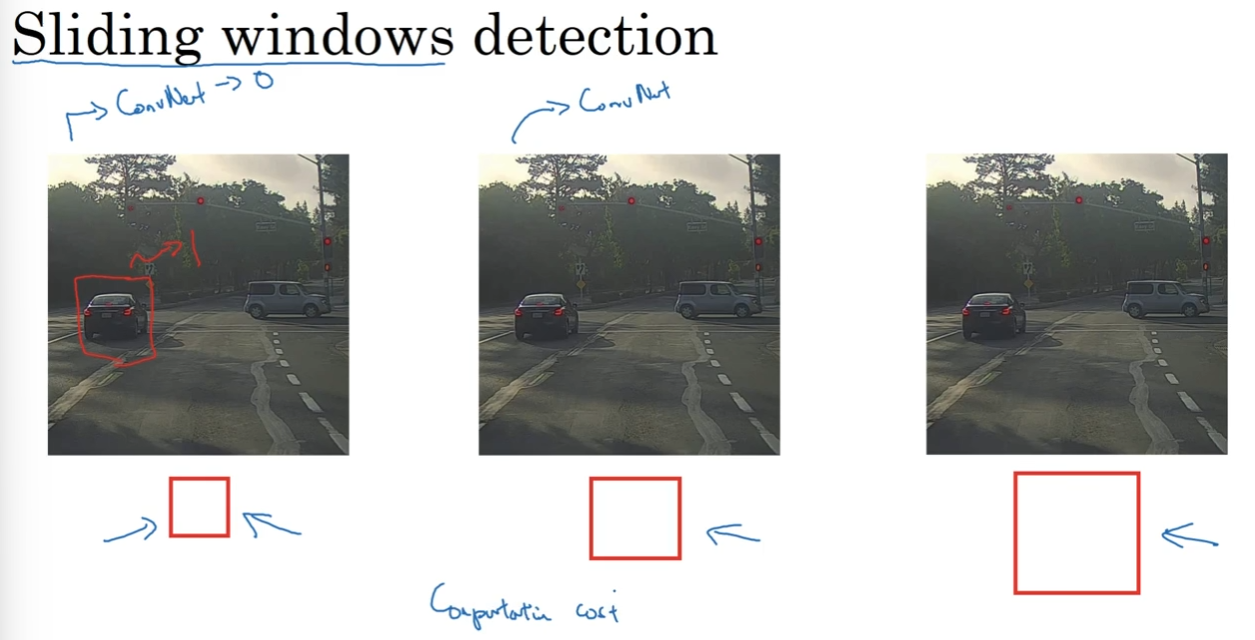 Sliding windows detection
→ ConvNet → 0
→ ConvNet
→ 1
Computation cost